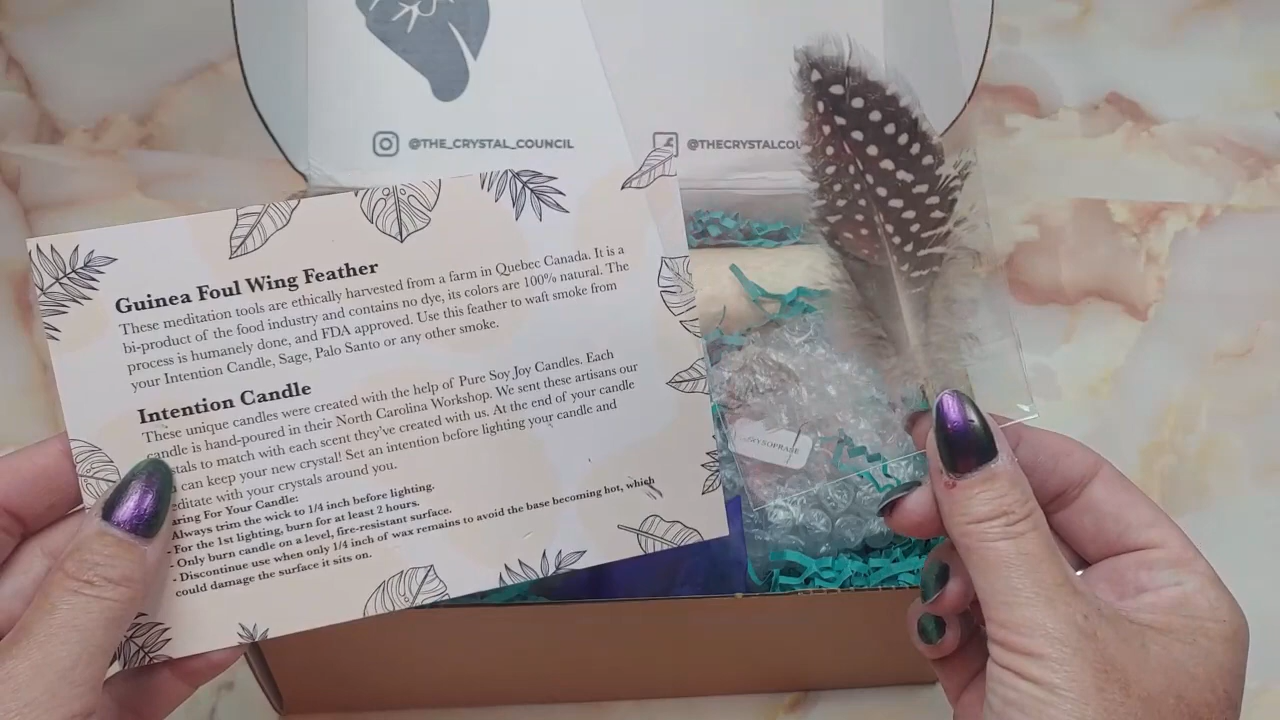 @THE_CRYSTAL_COUNCIL
@THECRYSTALCOU
Guinea Foul Wing Feather
These meditation tools are ethically harvested from a farm in Quebec Canada. It is a
bi-product of the food industry and contains no dye, its colors are 100% natural. The
process is humanely done, and FDA approved. Use this feather to waft smoke from
your Intention Candle, Sage, Palo Santo or any other smoke.
Intention Candle
These unique candles were created with the help of Pure Soy Joy Candles. Each
candle is hand-poured in their North Carolina Workshop. We sent these artisans our
stals to match with each scent they've created with us. At the end of your candle
can keep your new crystal! Set an intention before lighting your candle and
editate with your crystals around you.
aring For Your Candle:
Always trim the wick to 1/4 inch before lighting.
- For the 1st lighting, burn for at least 2 hours.
- Only burn candle on a level, fire-resistant surface.
- Discontinue use when only 1/4 inch of wax remains to avoid the base becoming hot, which
could damage the surface it sits on.
RYSOPRASE